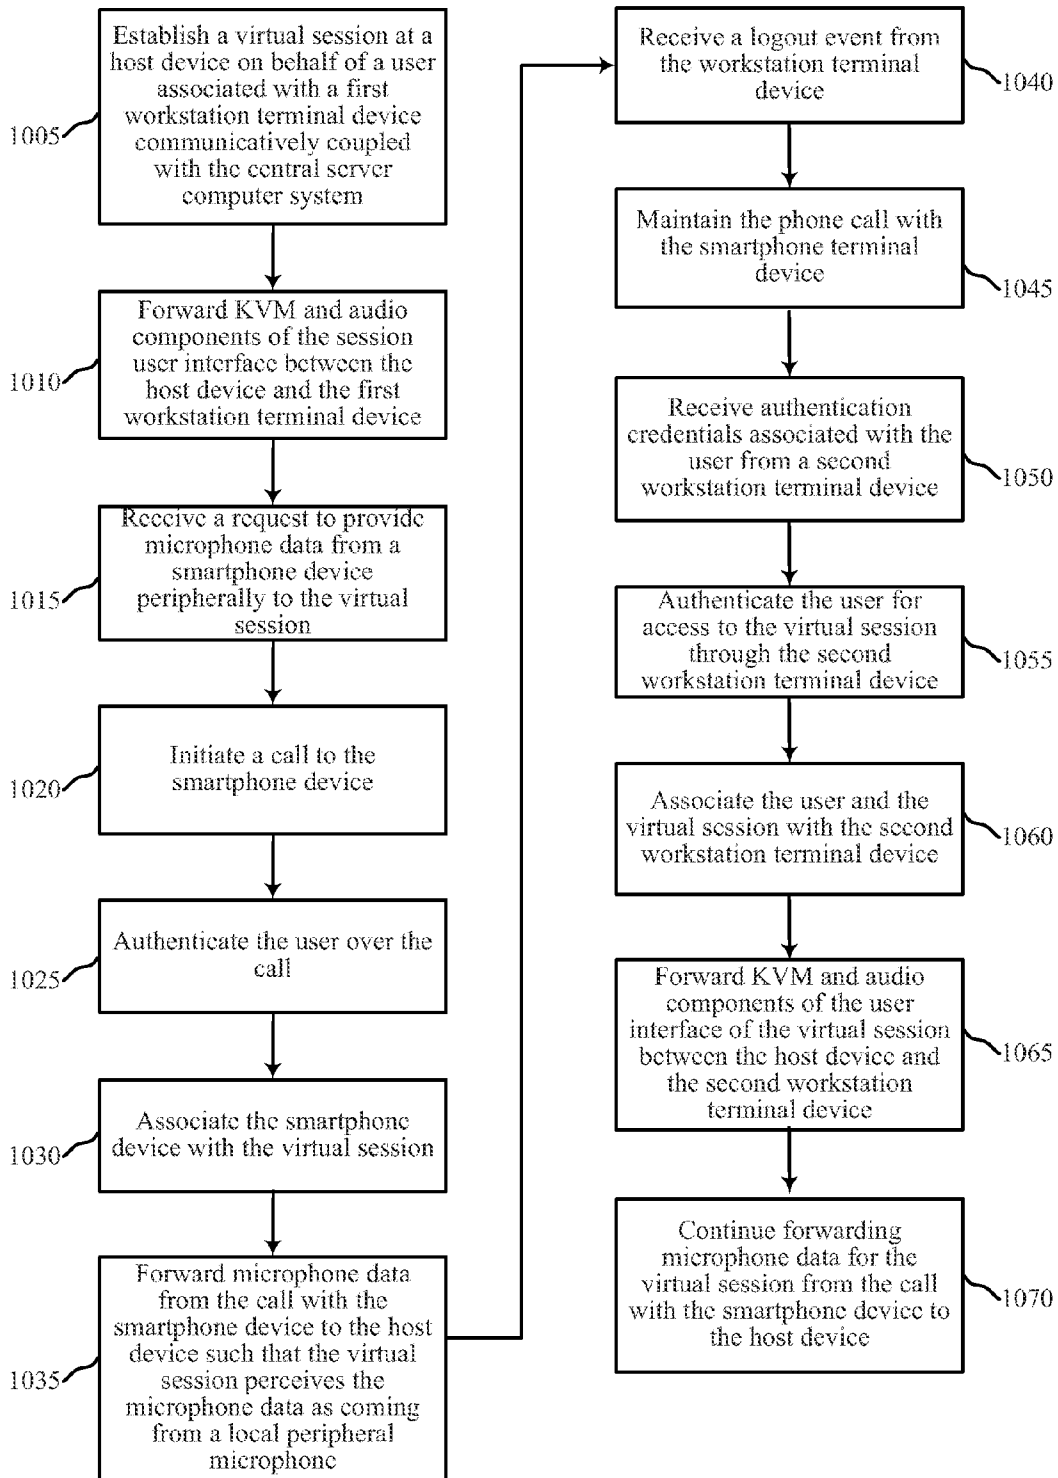 Establish a virtual session at a
host device on behalf of a user
associated with a first
workstation terminal device
communicatively coupled
with the central server
computer system
1005
Forward KVM and audio
components of the session
user interface between the
host device and the first
workstation terminal device
1010
Receive a request to provide
microphone data from a
smartphone device
peripherally to the virtual
session
1015
Initiate a call to the
smartphone device
1020
Authenticate the user over the
call
1025
Associate the smartphone
device with the virtual session
1030
Forward microphone data
from the call with the
smartphone device to the host
device such that the virtual
session perceives the
microphone data as coming
from a local peripheral
microphone
1035
Receive a logout event from
the workstation terminal
device
1040
Maintain the phone call with
the smartphone terminal
device
1045
Receive authentication
credentials associated with the
user from a second
workstation terminal device
1050
Authenticate the user for
access to the virtual session
through the second
workstation terminal device
1055
Associate the user and the
virtual session with the second
workstation terminal device
1060
Forward KVM and audio
components of the user
interface of the virtual session
between the host device and
the second workstation
terminal device
1065
Continue forwarding
microphone data for the
virtual session from the call
with the smartphone device to
the host device
1070